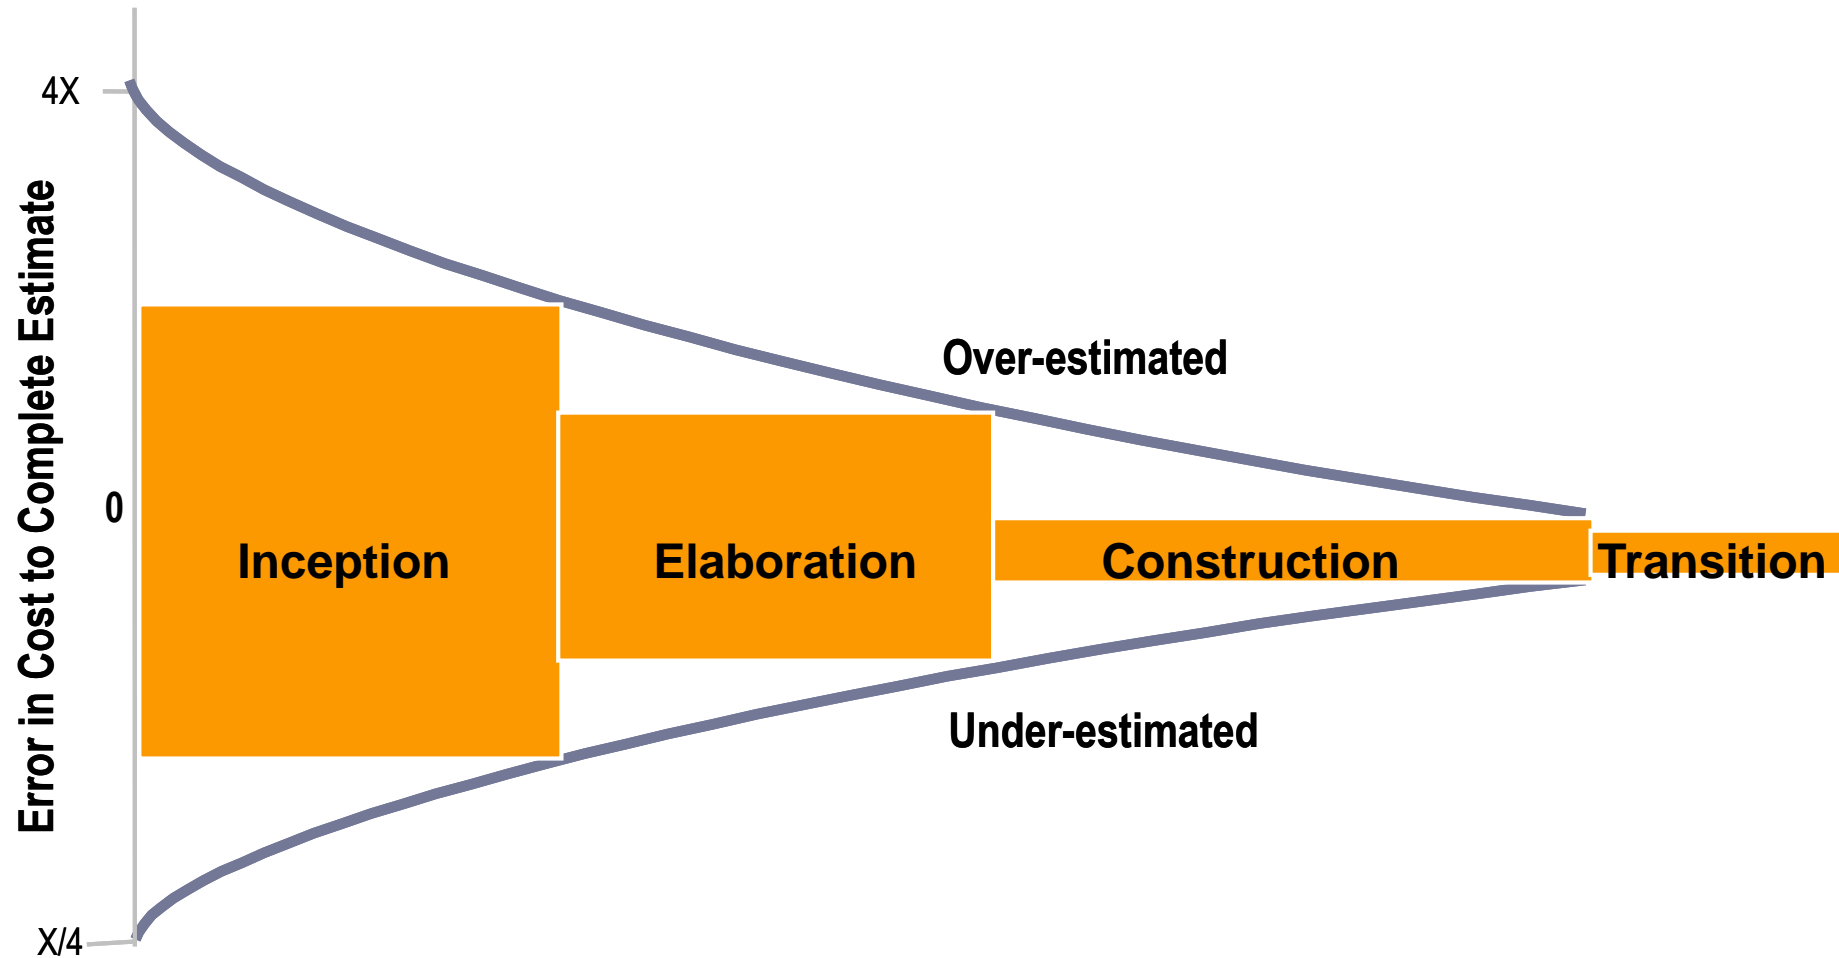 4X
Error in Cost to Complete Estimate
Over-estimated
0
Inception
Elaboration
Construction
Transition
Under-estimated
X/4